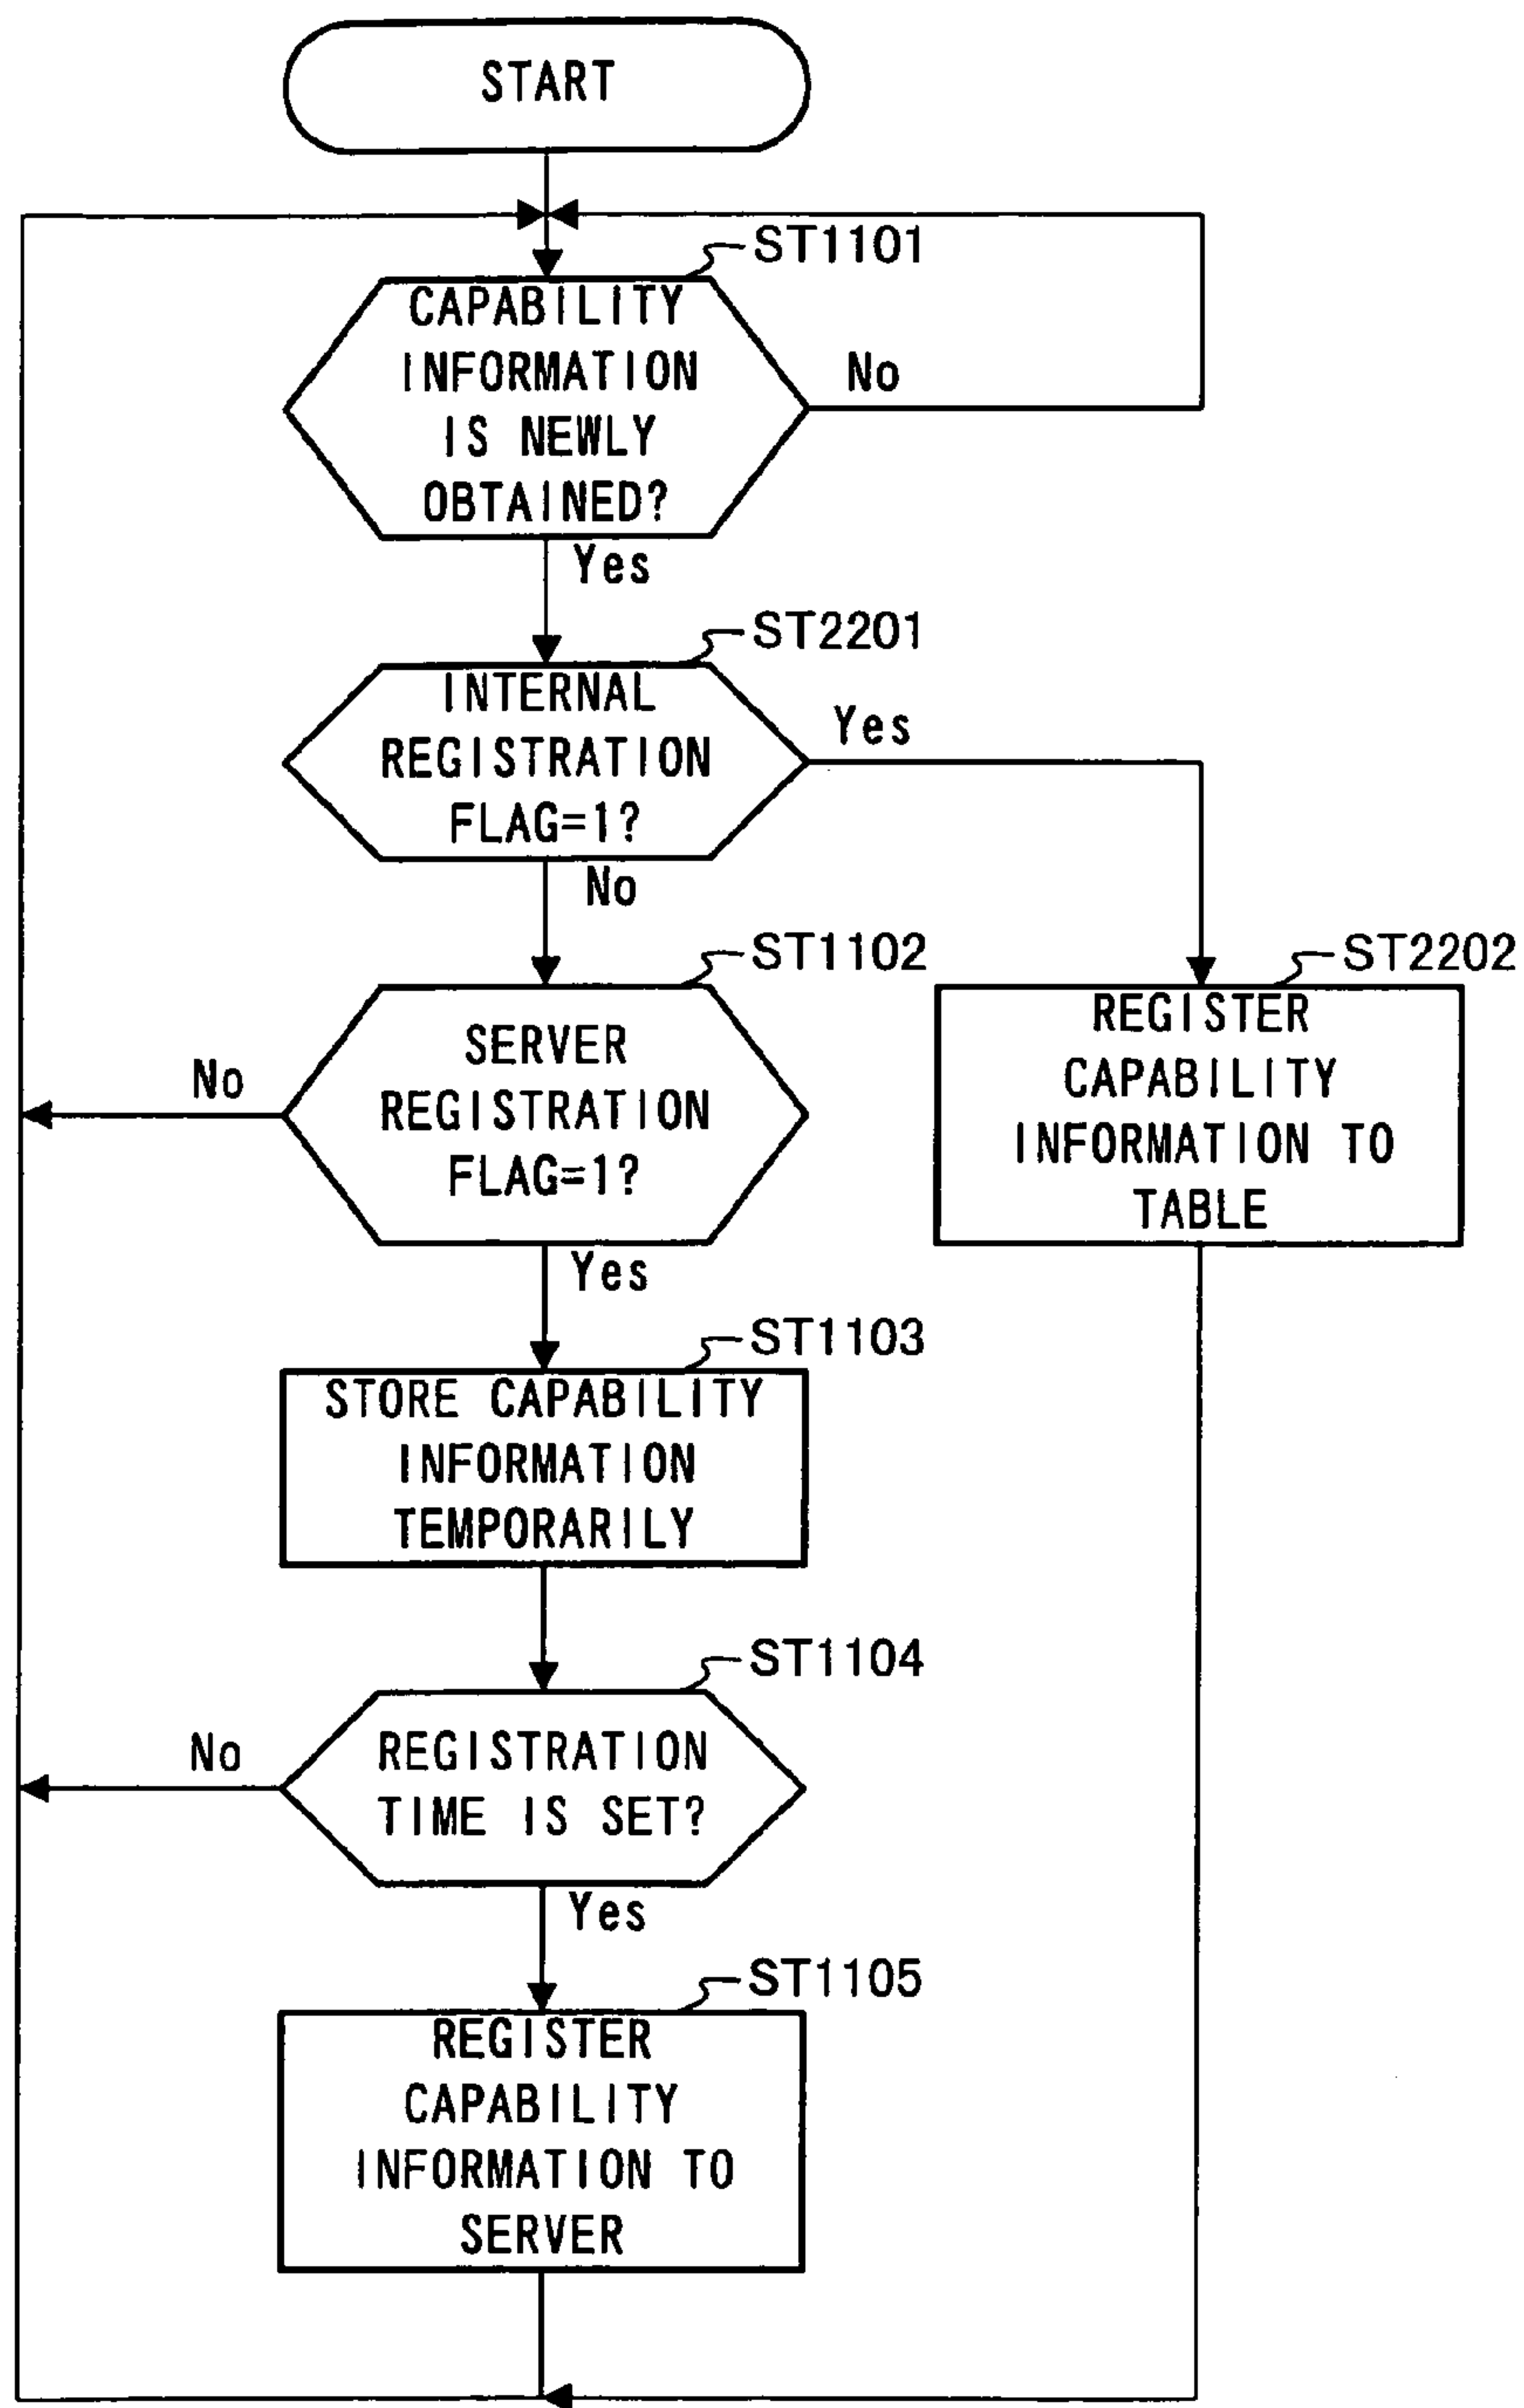 START
ST1101
CAPABILITY
INFORMATION
IS NEWLY
OBTAINED?
No
Yes
ST2201
INTERNAL
REGISTRATION
FLAG=1?
Yes
No
ST1102
SERVER
REGISTRATION
FLAG=1?
No
Yes
ST2202
REGISTER
CAPABILITY
INFORMATION TO
TABLE
ST1103
STORE CAPABILITY
INFORMATION
TEMPORARILY
ST1104
REGISTRATION
TIME IS SET?
No
Yes
ST1105
REGISTER
CAPABILITY
INFORMATION TO
SERVER